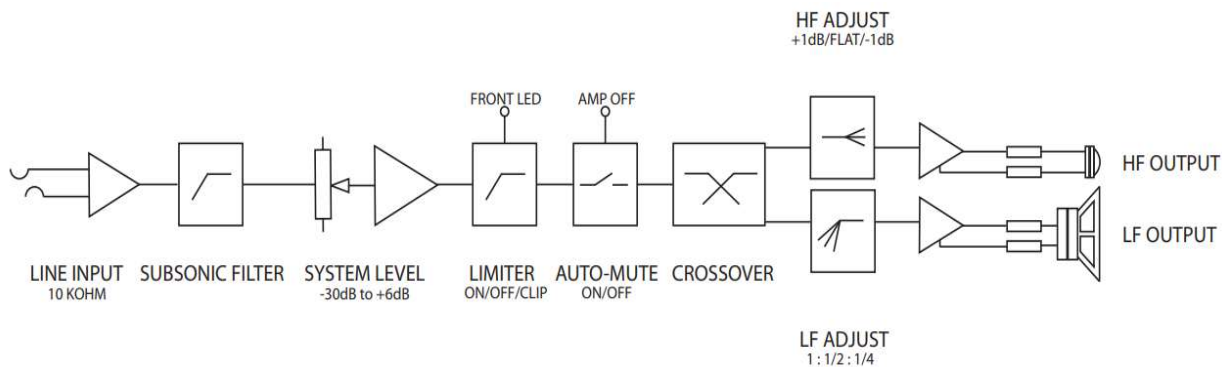 HF ADJUST
+1dB/FLAT/-1dB
FRONT LED
AMP OFF
HF OUTPUT
LF OUTPUT
LINE INPUT
10 KOHM
SUBSONIC FILTER
SYSTEM LEVEL
-30dB to +6dB
LIMITER
ON/OFF/CLIP
AUTO-MUTE
ON/OFF
CROSSOVER
LF ADJUST
1 : 1/2 : 1/4